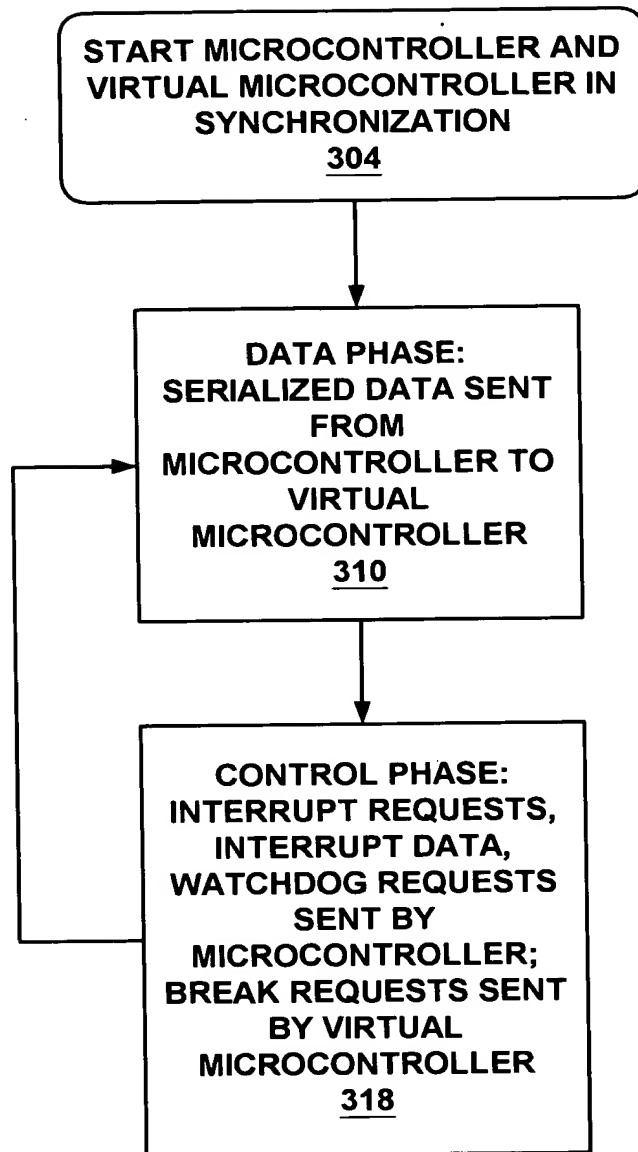 START MICROCONTROLLER AND
VIRTUAL MICROCONTROLLER IN
SYNCHRONIZATION
304
DATA PHASE:
SERIALIZED DATA SENT
FROM
MICROCONTROLLER TO
VIRTUAL
MICROCONTROLLER
310
CONTROL PHASE:
INTERRUPT REQUESTS,
INTERRUPT DATA,
WATCHDOG REQUESTS
SENT BY
MICROCONTROLLER;
BREAK REQUESTS SENT
BY VIRTUAL
MICROCONTROLLER
318